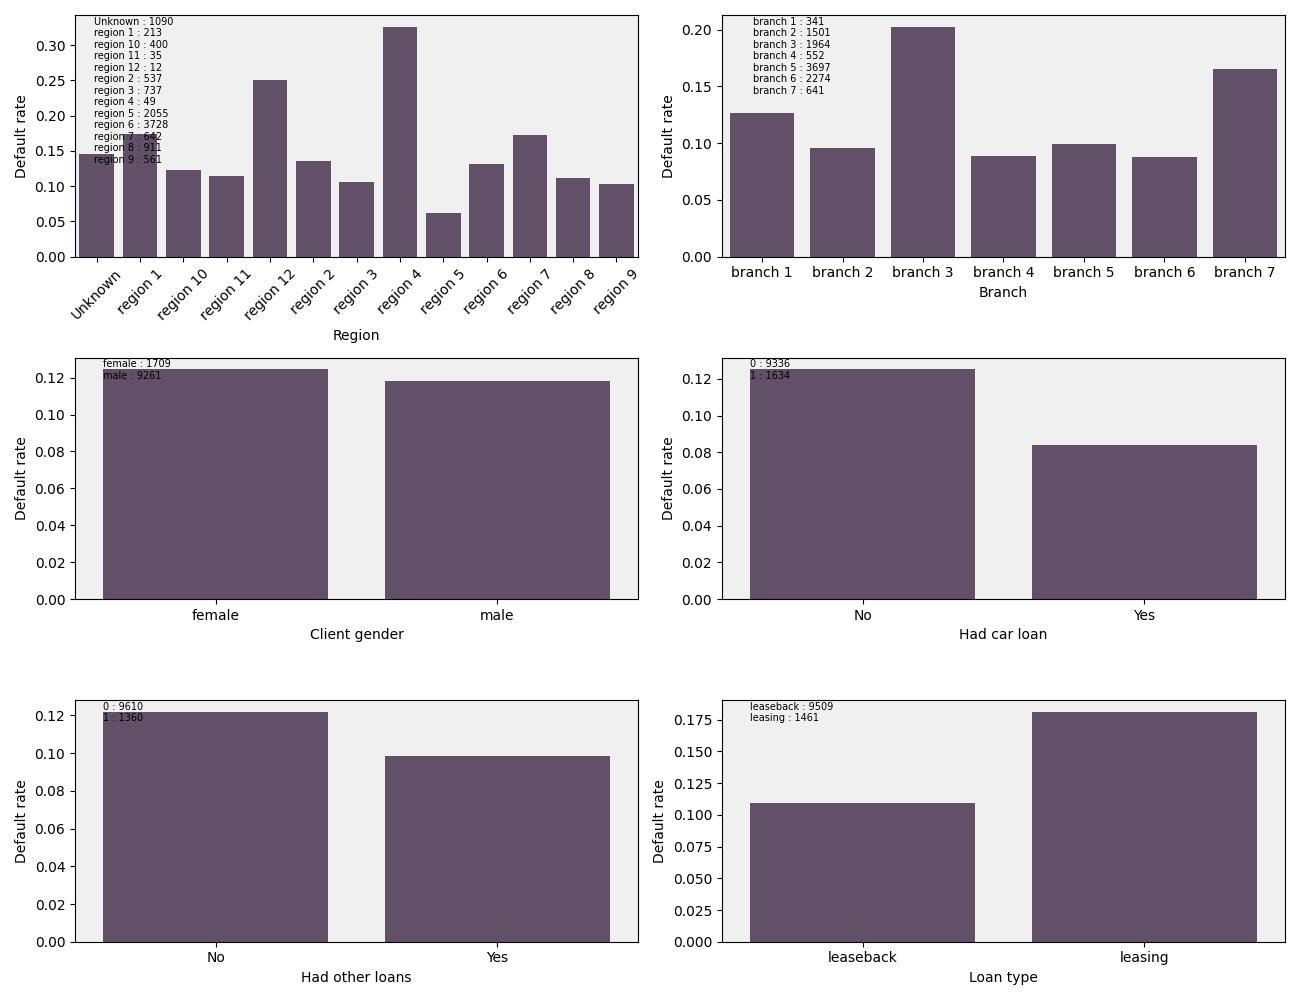 Default rate
0.30
0.25
0.20
0.15
0.10
0.05
0.00
Unknown : 1090
region 1 : 213
region 10 : 400
region 11 : 35
region 12 : 12
region 2 : 537
region 3 : 737
region 4 : 49
region 5 : 2055
region 6 : 3728
region 7 : 642
region 8 : 911
region 9 : 561
Unknown
region 1
region 10
region 11
region 12
region 2
region 3
region 4
region 5
region 6
region 7
region 8
region 9
Region
Default rate
0.20
0.15
0.10
0.05
0.00
branch 1 : 341
branch 2 : 1501
branch 3 : 1964
branch 4 : 552
branch 5 : 3697
branch 6 : 2274
branch 7 : 641
branch 1
branch 2
branch 3
branch 4
branch 5
branch 6
branch 7
Branch
Default rate
0.12
0.10
0.08
0.06
0.04
0.02
0.00
female : 1709
male : 9261
female
male
Client gender
Default rate
0.12
0.10
0.08
0.06
0.04
0.02
0.00
0 : 9336
1 : 1634
No
Yes
Had car loan
Default rate
0.12
0.10
0.08
0.06
0.04
0.02
0.00
0 : 9610
1 : 1360
No
Yes
Had other loans
Default rate
0.175
0.150
0.125
0.100
0.075
0.050
0.025
0.000
leaseback : 9509
leasing : 1461
leaseback
leasing
Loan type